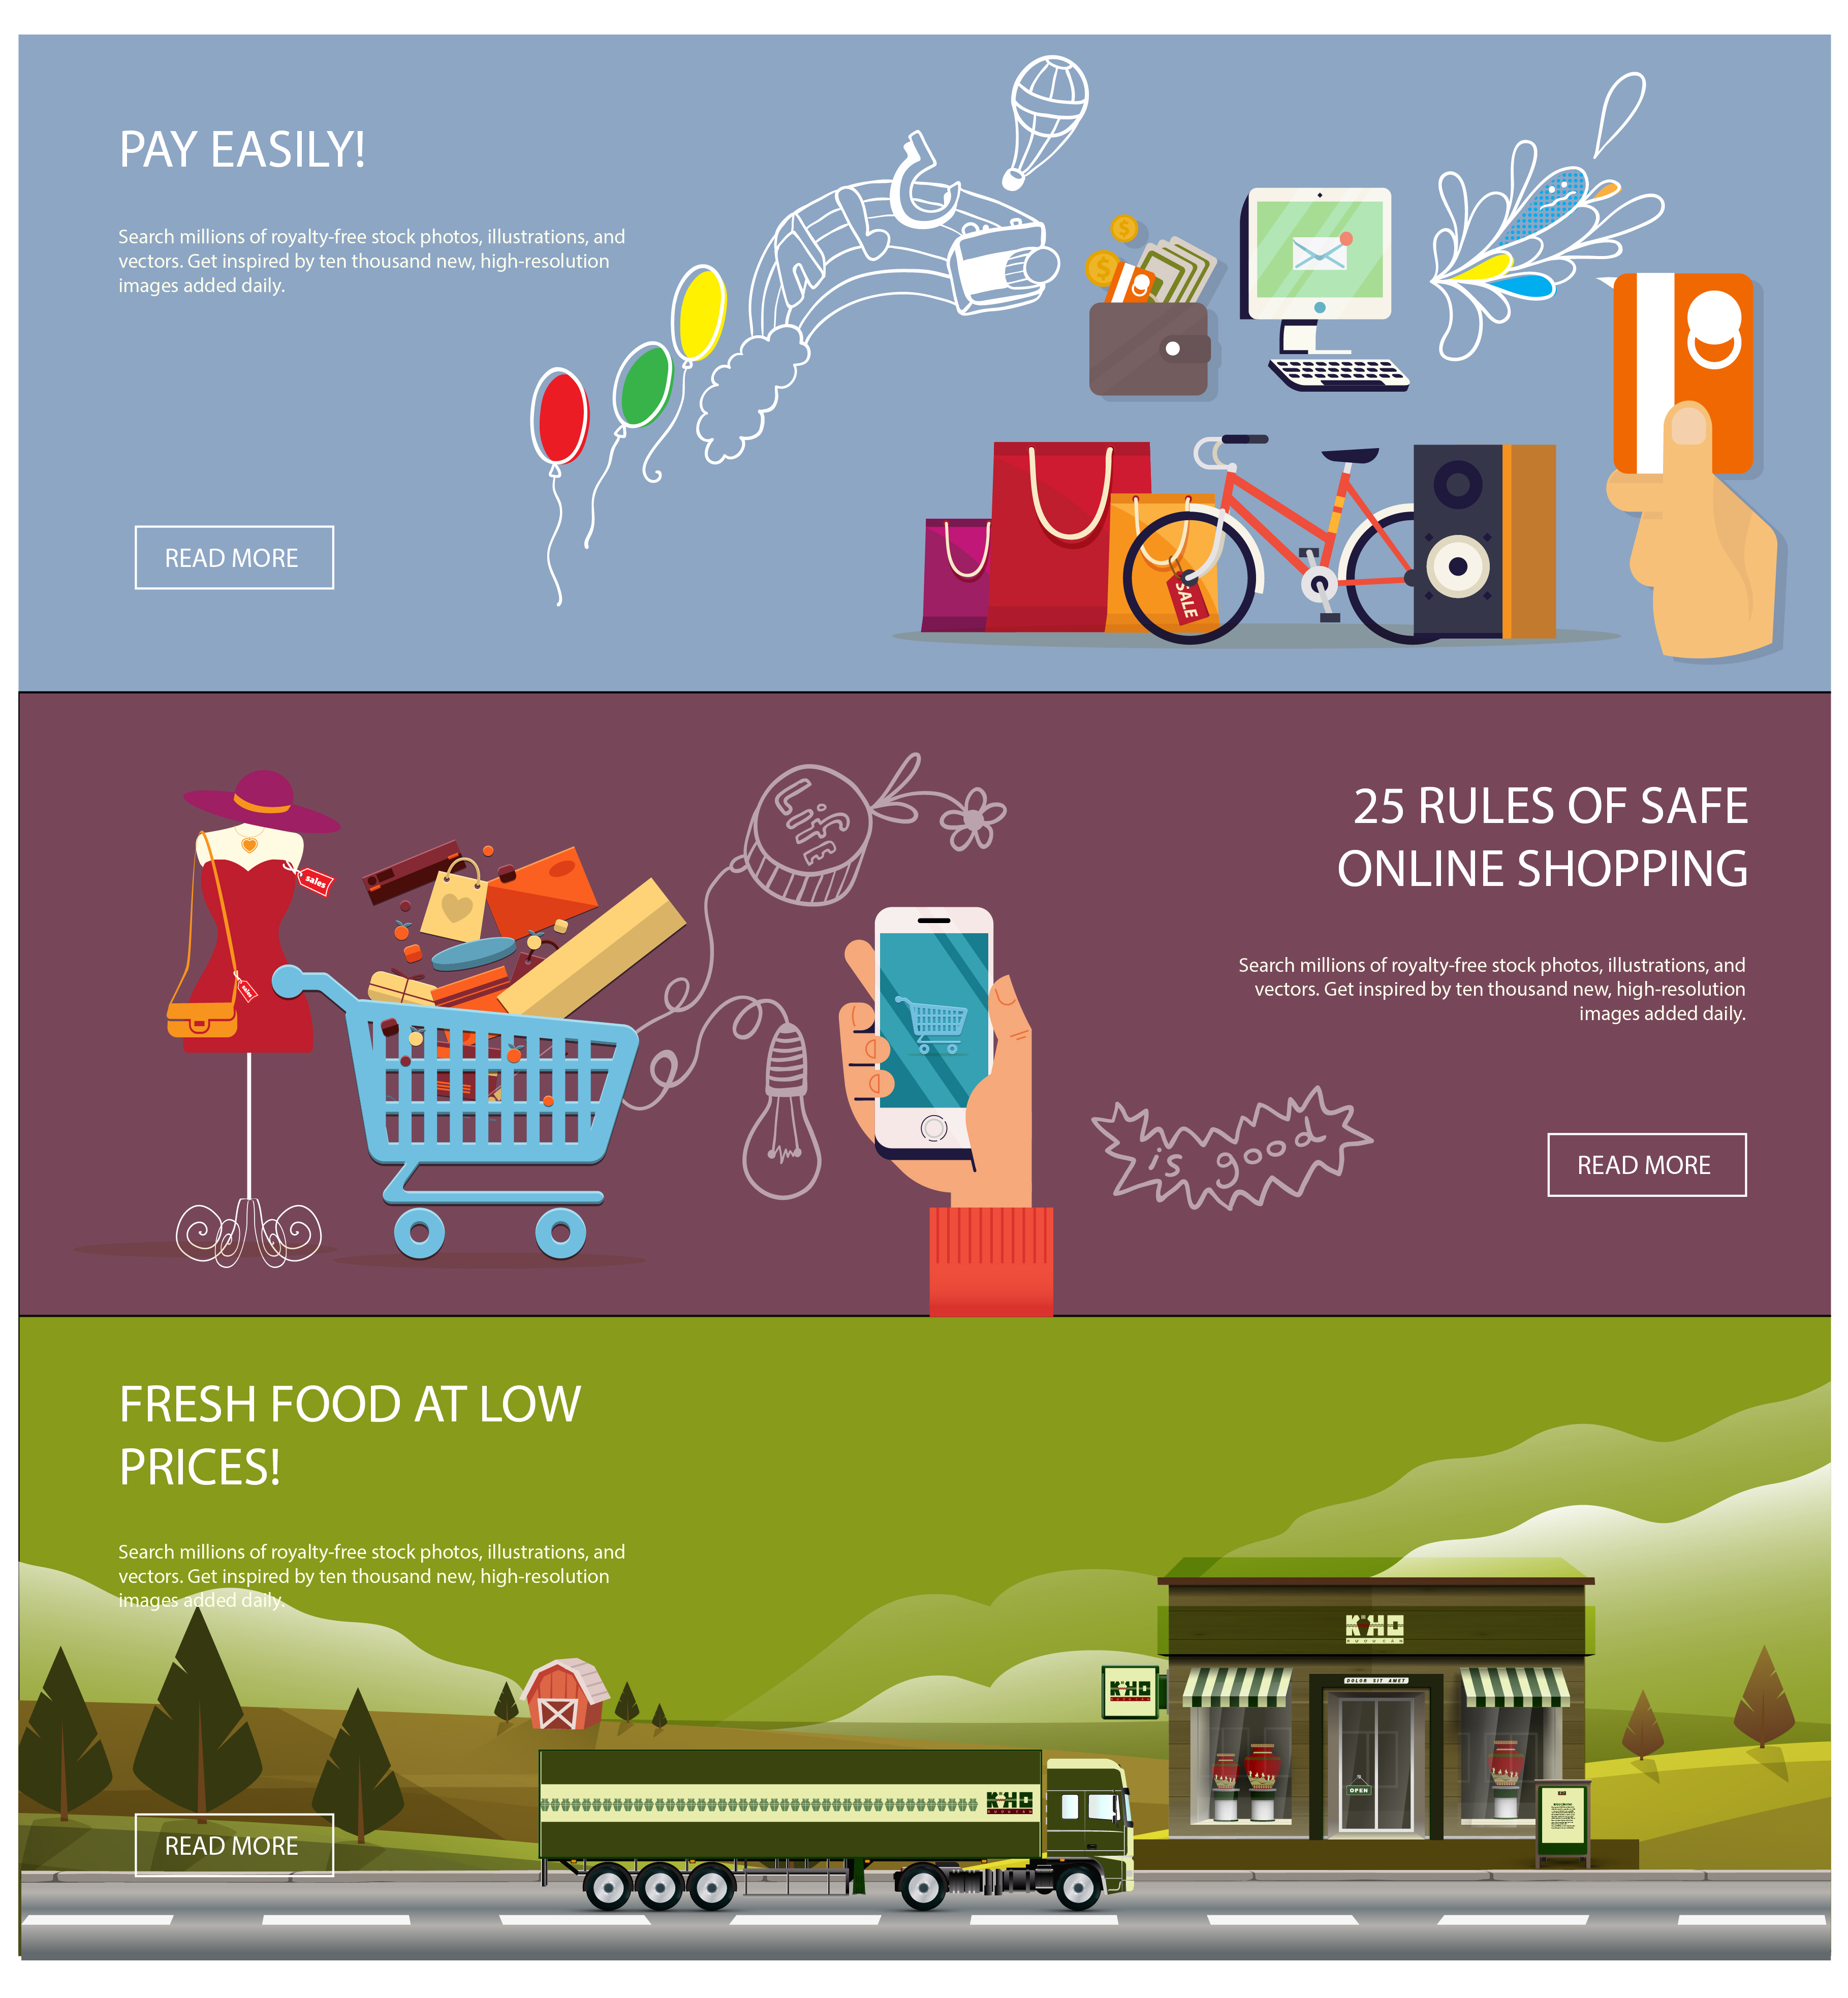 PAY EASILY!
Search millions of royalty-free stock photos, illustrations, and
vectors. Get inspired by ten thousand new, high-resolution
images added daily.
READ MORE
SALE
25 RULES OF SAFE
ONLINE SHOPPING
Search millions of royalty-free stock photos, illustrations, and
vectors. Get inspired by ten thousand new, high-resolution
images added daily.
READ MORE
Life
is good
sales
sales
FRESH FOOD AT LOW
PRICES!
Search millions of royalty-free stock photos, illustrations, and
vectors. Get inspired by ten thousand new, high-resolution
images added daily.
READ MORE
DOLOR SIT AMET
OPEN